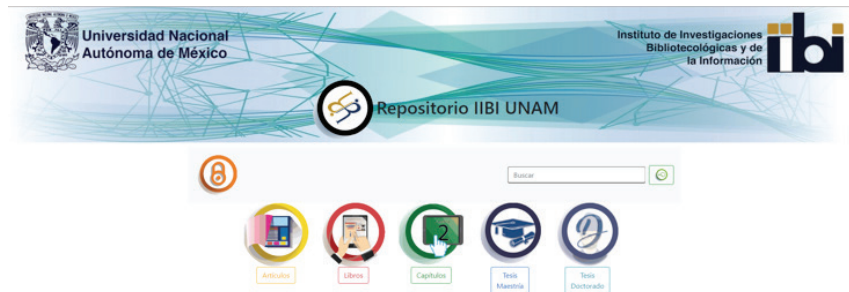 Universidad Nacional
Autónoma de México
Instituto de Investigaciones
Bibliotecológicas y de
la Información
iibi
Repositorio IIBI UNAM
Buscar
2
Artículos
Libros
Capítulos
Tesis
Maestría
Tesis
Doctorado